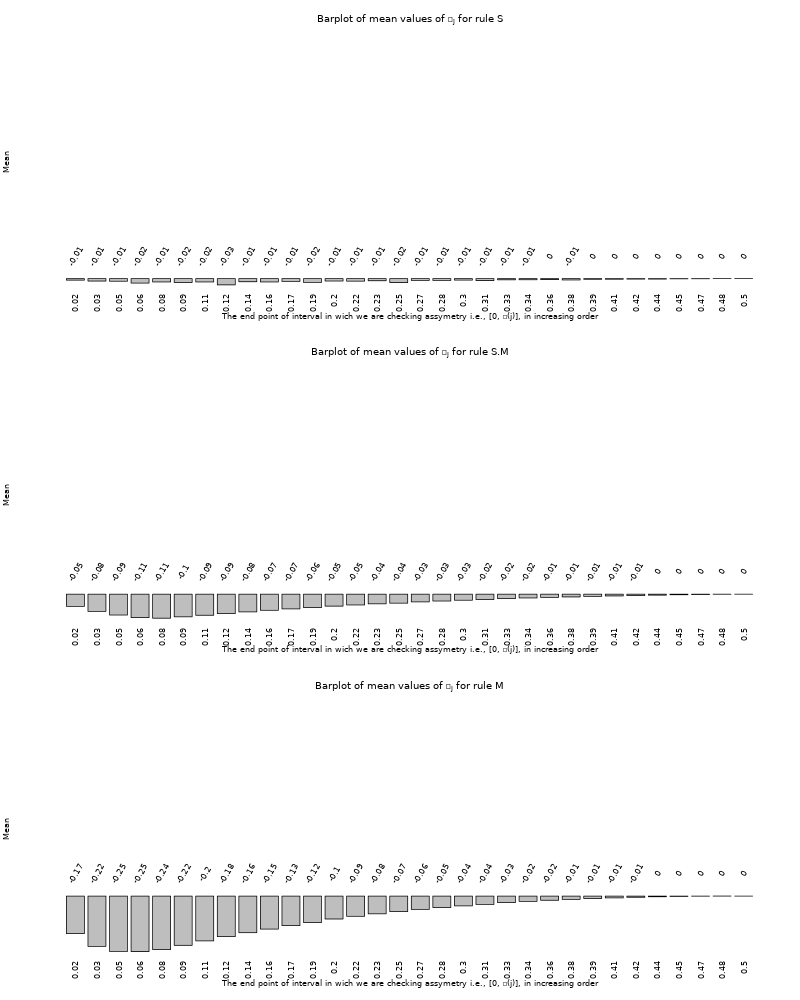 Barplot of mean values of □j for rule S
Mean
-0.01 -0.01 -0.01 -0.02 -0.01 -0.02 -0.02 -0.03 -0.01 -0.01 -0.01 -0.02 -0.01 -0.01 -0.01 -0.02 -0.01 -0.01 -0.01 -0.01 -0.01 -0.01 0 -0.01 0 0 0 0 0 0 0 0
0.02 0.03 0.05 0.06 0.08 0.09 0.11 0.12 0.14 0.16 0.17 0.19 0.2 0.22 0.23 0.25 0.27 0.28 0.3 0.31 0.33 0.34 0.36 0.38 0.39 0.41 0.42 0.44 0.45 0.47 0.48 0.5
The end point of interval in wich we are checking assymetry i.e., [0, □(j)], in increasing order
Barplot of mean values of □j for rule S.M
Mean
-0.05 -0.08 -0.09 -0.11 -0.11 -0.1 -0.09 -0.09 -0.08 -0.07 -0.07 -0.06 -0.05 -0.05 -0.04 -0.04 -0.03 -0.03 -0.03 -0.02 -0.02 -0.02 -0.01 -0.01 -0.01 -0.01 -0.01 0 0 0 0 0
0.02 0.03 0.05 0.06 0.08 0.09 0.11 0.12 0.14 0.16 0.17 0.19 0.2 0.22 0.23 0.25 0.27 0.28 0.3 0.31 0.33 0.34 0.36 0.38 0.39 0.41 0.42 0.44 0.45 0.47 0.48 0.5
The end point of interval in wich we are checking assymetry i.e., [0, □(j)], in increasing order
Barplot of mean values of □j for rule M
Mean
-0.17 -0.22 -0.25 -0.25 -0.24 -0.22 -0.2 -0.18 -0.16 -0.15 -0.13 -0.12 -0.1 -0.09 -0.08 -0.07 -0.06 -0.05 -0.04 -0.04 -0.03 -0.02 -0.02 -0.01 -0.01 -0.01 -0.01 0 0 0 0 0
0.02 0.03 0.05 0.06 0.08 0.09 0.11 0.12 0.14 0.16 0.17 0.19 0.2 0.22 0.23 0.25 0.27 0.28 0.3 0.31 0.33 0.34 0.36 0.38 0.39 0.41 0.42 0.44 0.45 0.47 0.48 0.5
The end point of interval in wich we are checking assymetry i.e., [0, □(j)], in increasing order